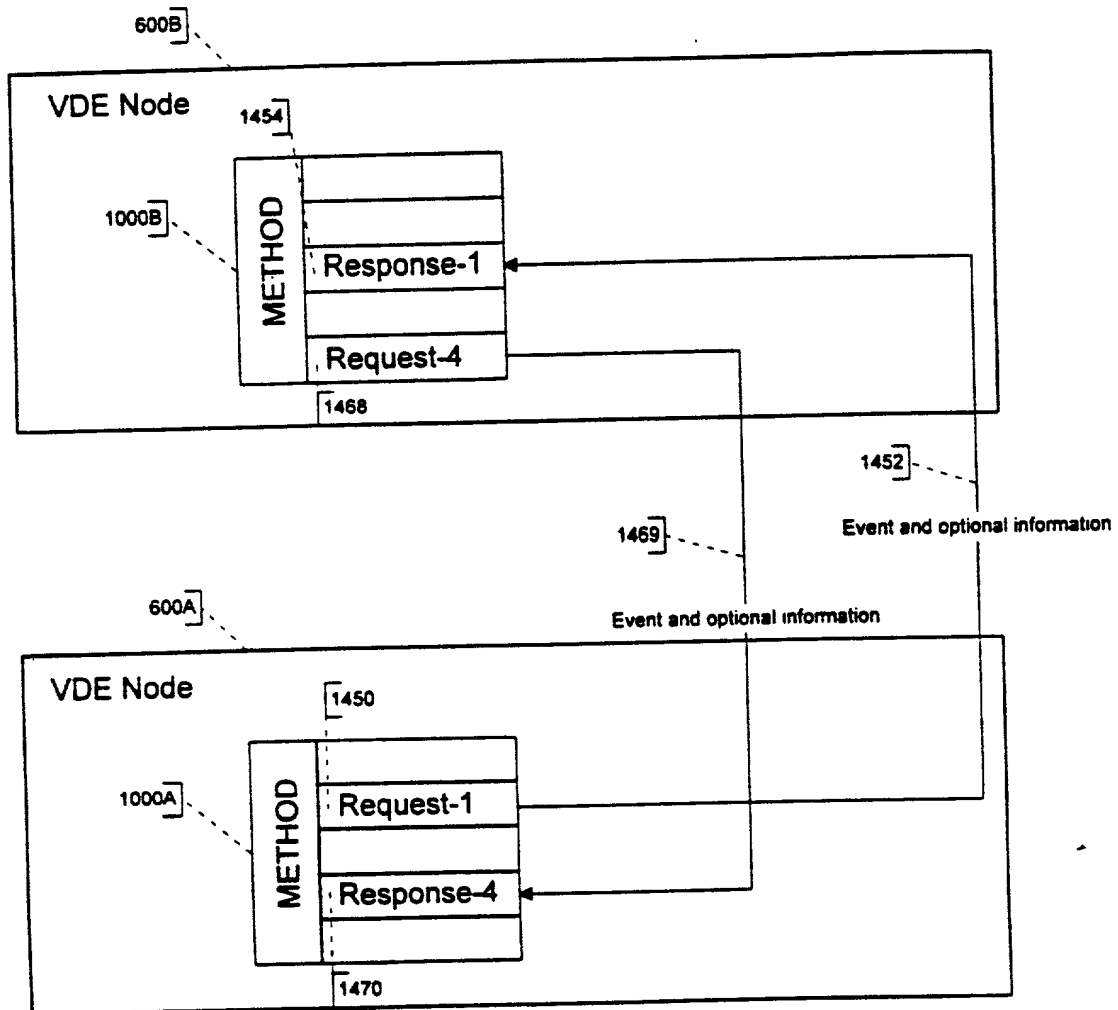 600B
VDE Node
1454
1000B
METHOD
Response-1
Request-4
1468
1452
Event and optional information
1469
600A
Event and optional information
VDE Node
1450
1000A
METHOD
Request-1
Response-4
1470